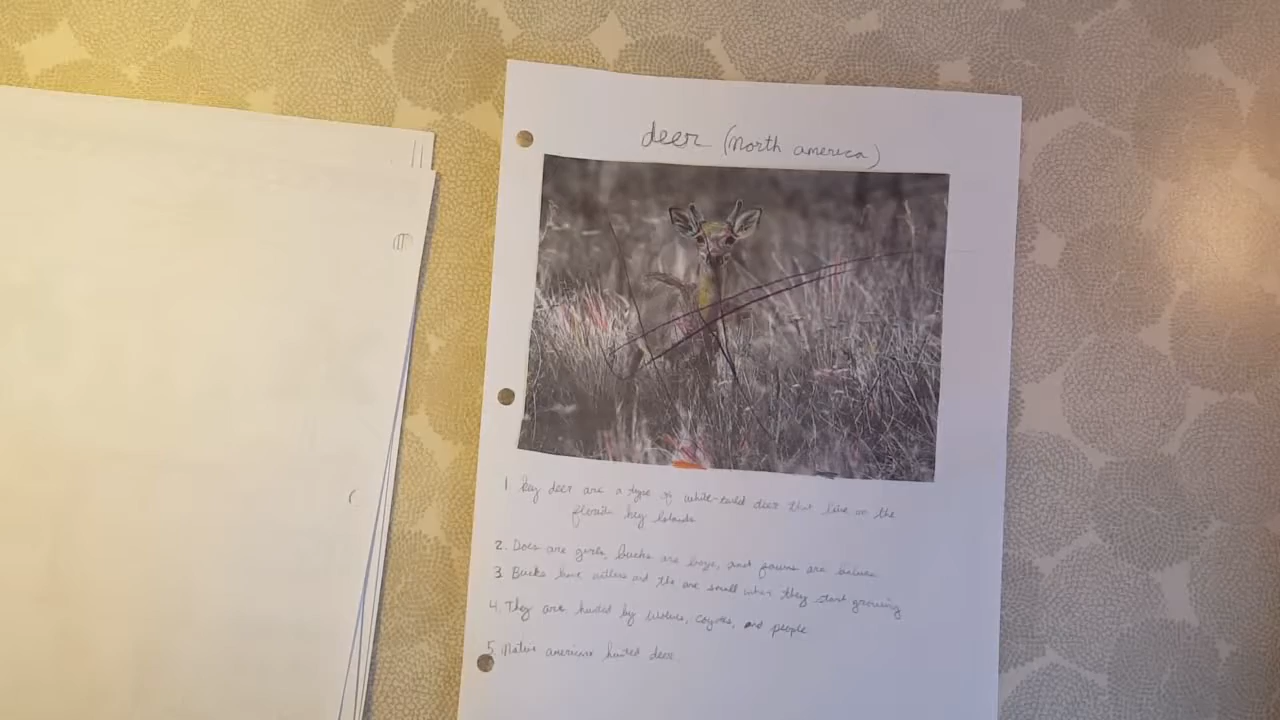 deer (North america)
1 key deer are a type of white-tailed deer that live on the
florida key Islands
2. Does are girls, bucks are boys, and fawns are babies
3 Bucks have antlers and the are small when they start growing
4. They are hunted by wolves, coyotes, and people
5. Native americans hunted deer.